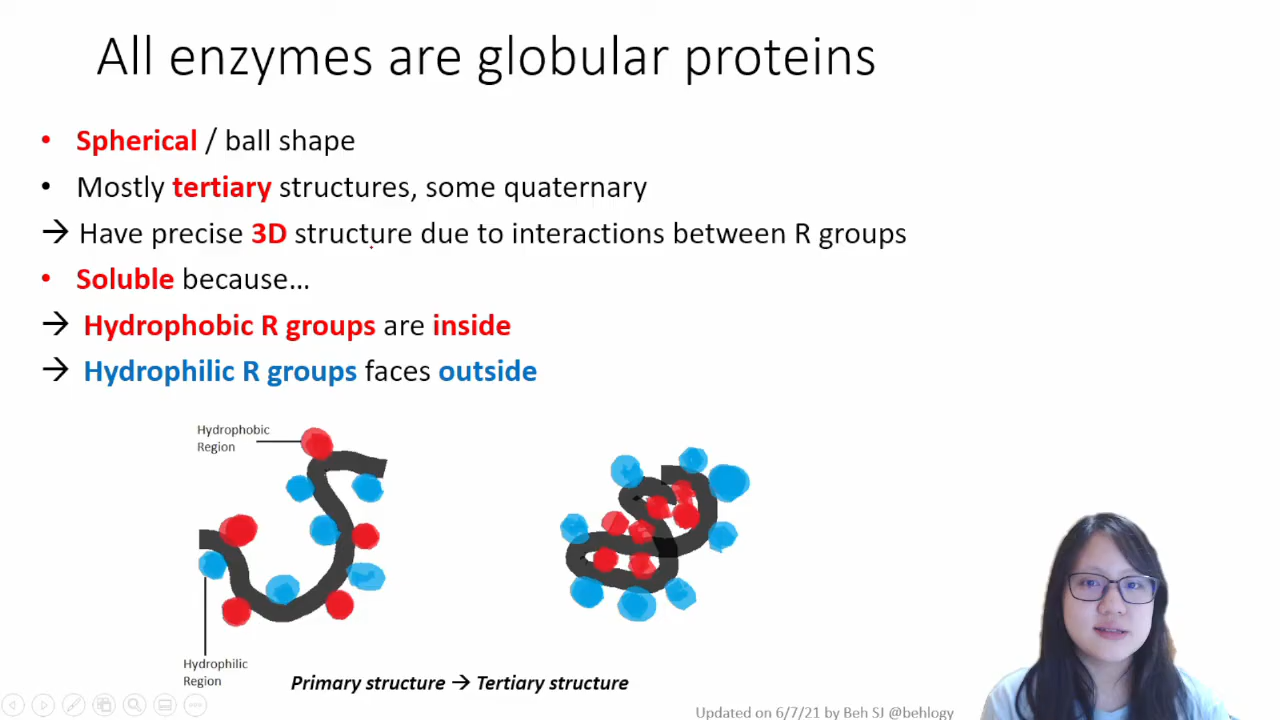 All enzymes are globular proteins
• Spherical / ball shape
• Mostly tertiary structures, some quaternary
→ Have precise 3D structure due to interactions between R groups
• Soluble because...
→ Hydrophobic R groups are inside
→ Hydrophilic R groups faces outside
Hydrophobic
Region
Hydrophilic
Region
Primary structure → Tertiary structure
Updated on 6/7/21 by Beh SJ @behlogy